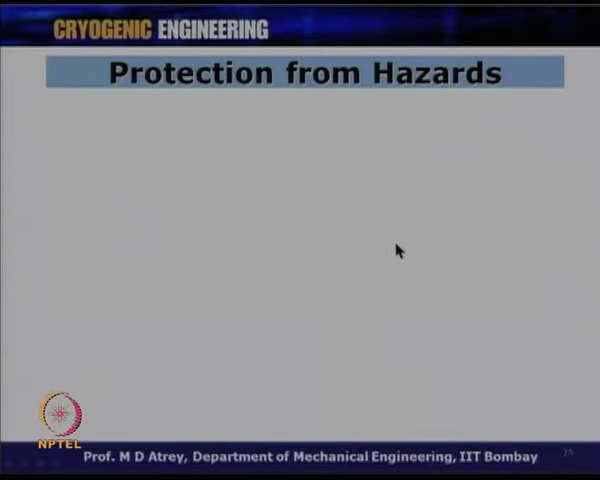 CRYOGENIC ENGINEERING
Protection from Hazards
NPTEL
Prof. M D Atrey, Department of Mechanical Engineering, IIT Bombay